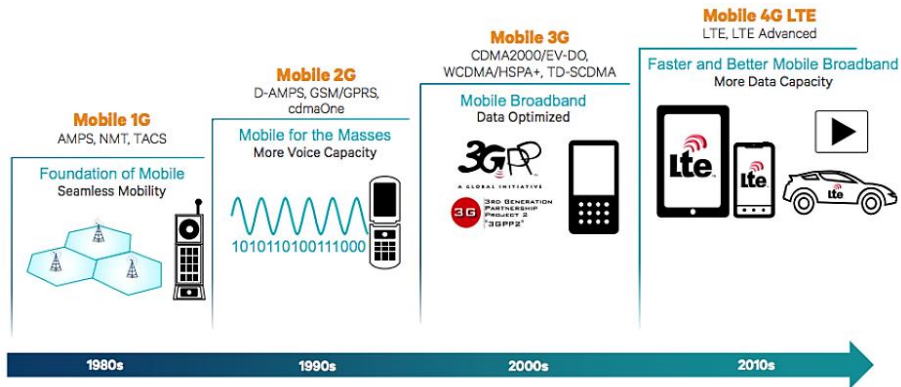 Mobile 1G
AMPS, NMT, TACS
Foundation of Mobile
Seamless Mobility
Mobile 2G
D-AMPS, GSM/GPRS,
cdmaOne
Mobile for the Masses
More Voice Capacity
1010110100111000
Mobile 3G
CDMA2000/EV-DO,
WCDMA/HSPA+, TD-SCDMA
Mobile Broadband
Data Optimized
3GPP
A GLOBAL INITIATIVE
3G
3RD GENERATION
PARTNERSHIP
PROJECT 2
"3GPP2"
Mobile 4G LTE
LTE, LTE Advanced
Faster and Better Mobile Broadband
More Data Capacity
Lte
Lte
Lte
1980s
1990s
2000s
2010s